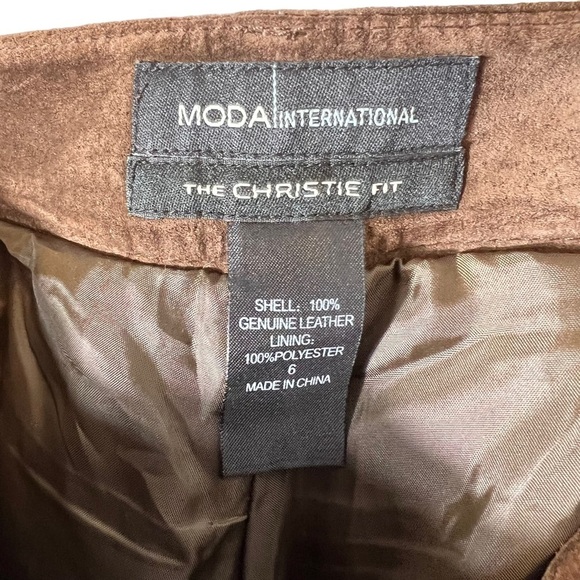 MODA INTERNATIONAL
THE CHRISTIE FIT
SHELL: 100%
GENUINE LEATHER
LINING:
100%POLYESTER
6
MADE IN CHINA